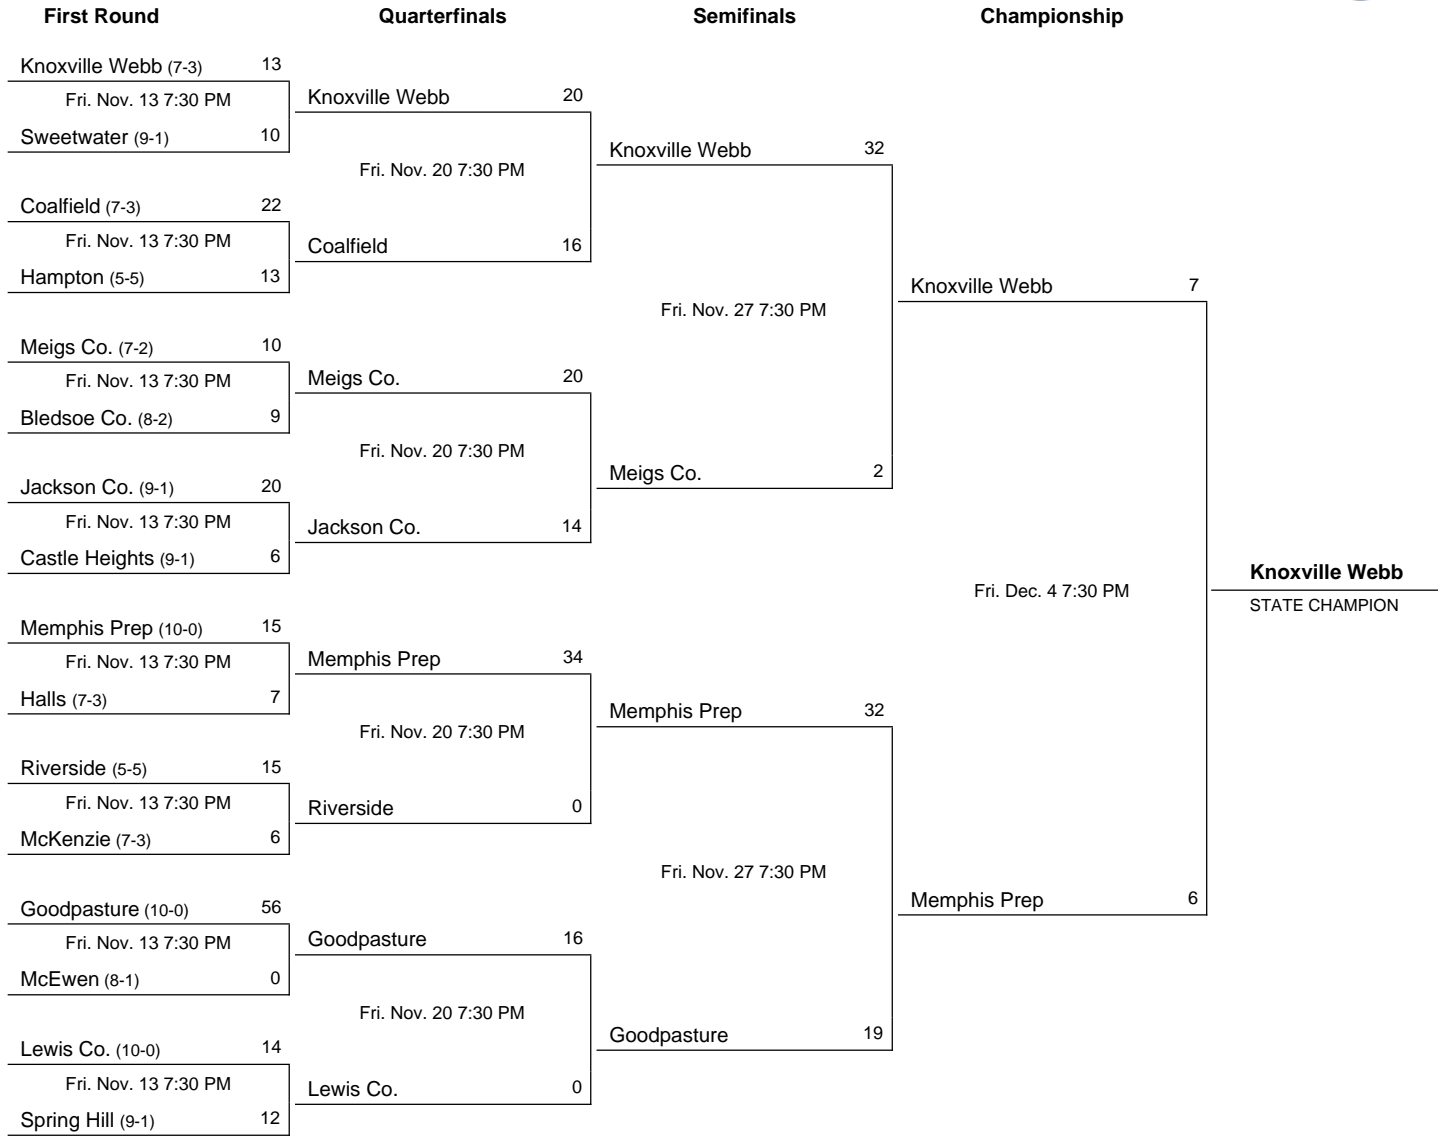 First Round
Quarterfinals
Semifinals
Championship
Knoxville Webb (7-3) 13
Fri. Nov. 13 7:30 PM
Sweetwater (9-1) 10
Coalfield (7-3) 22
Fri. Nov. 13 7:30 PM
Hampton (5-5) 13
Meigs Co. (7-2) 10
Fri. Nov. 13 7:30 PM
Bledsoe Co. (8-2) 9
Jackson Co. (9-1) 20
Fri. Nov. 13 7:30 PM
Castle Heights (9-1) 6
Memphis Prep (10-0) 15
Fri. Nov. 13 7:30 PM
Halls (7-3) 7
Riverside (5-5) 15
Fri. Nov. 13 7:30 PM
McKenzie (7-3) 6
Goodpasture (10-0) 56
Fri. Nov. 13 7:30 PM
McEwen (8-1) 0
Lewis Co. (10-0) 14
Fri. Nov. 13 7:30 PM
Spring Hill (9-1) 12
Knoxville Webb 20
Fri. Nov. 20 7:30 PM
Coalfield 16
Meigs Co. 20
Fri. Nov. 20 7:30 PM
Jackson Co. 14
Memphis Prep 34
Fri. Nov. 20 7:30 PM
Riverside 0
Goodpasture 16
Fri. Nov. 20 7:30 PM
Lewis Co. 0
Knoxville Webb 32
Fri. Nov. 27 7:30 PM
Meigs Co. 2
Memphis Prep 32
Fri. Nov. 27 7:30 PM
Goodpasture 19
Knoxville Webb 7
Fri. Dec. 4 7:30 PM
Memphis Prep 6
Knoxville Webb
STATE CHAMPION